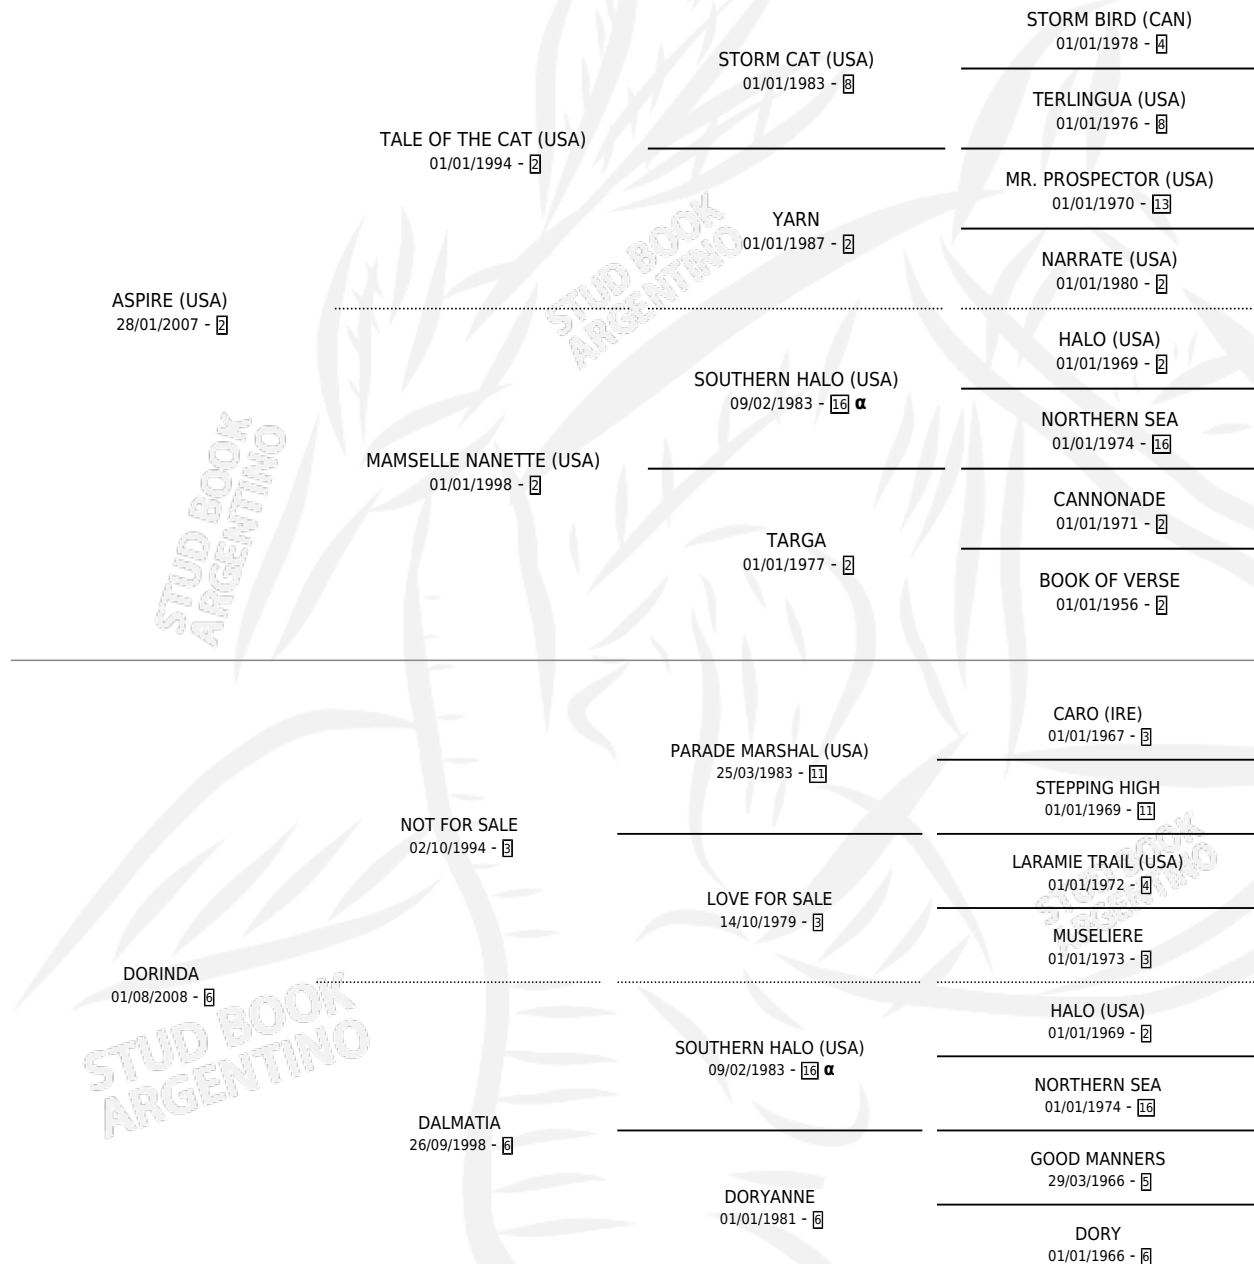 STORM BIRD (CAN)
01/01/1978 - 4
STORM CAT (USA)
01/01/1983 - 8
TERLINGUA (USA)
01/01/1976 - 8
TALE OF THE CAT (USA)
01/01/1994 - 2
MR. PROSPECTOR (USA)
01/01/1970 - 13
YARN
01/01/1987 - 2
NARRATE (USA)
01/01/1980 - 2
ASPIRE (USA)
28/01/2007 - 2
HALO (USA)
01/01/1969 - 2
SOUTHERN HALO (USA)
09/02/1983 - 16 α
NORTHERN SEA
01/01/1974 - 16
MAMSELLE NANETTE (USA)
01/01/1998 - 2
CANNONADE
01/01/1971 - 2
TARGA
01/01/1977 - 2
BOOK OF VERSE
01/01/1956 - 2
CARO (IRE)
01/01/1967 - 3
PARADE MARSHAL (USA)
25/03/1983 - 11
STEPPING HIGH
01/01/1969 - 11
NOT FOR SALE
02/10/1994 - 3
LARAMIE TRAIL (USA)
01/01/1972 - 4
LOVE FOR SALE
14/10/1979 - 3
MUSELIERE
01/01/1973 - 3
DORINDA
01/08/2008 - 6
HALO (USA)
01/01/1969 - 2
SOUTHERN HALO (USA)
09/02/1983 - 16 α
NORTHERN SEA
01/01/1974 - 16
DALMATIA
26/09/1998 - 6
GOOD MANNERS
29/03/1966 - 5
DORYANNE
01/01/1981 - 6
DORY
01/01/1966 - 6
STUD BOOK
ARGENTINO
STUD BOOK
ARGENTINO
STUD BOOK
ARGENTINO
STUD BOOK
ARGENTINO